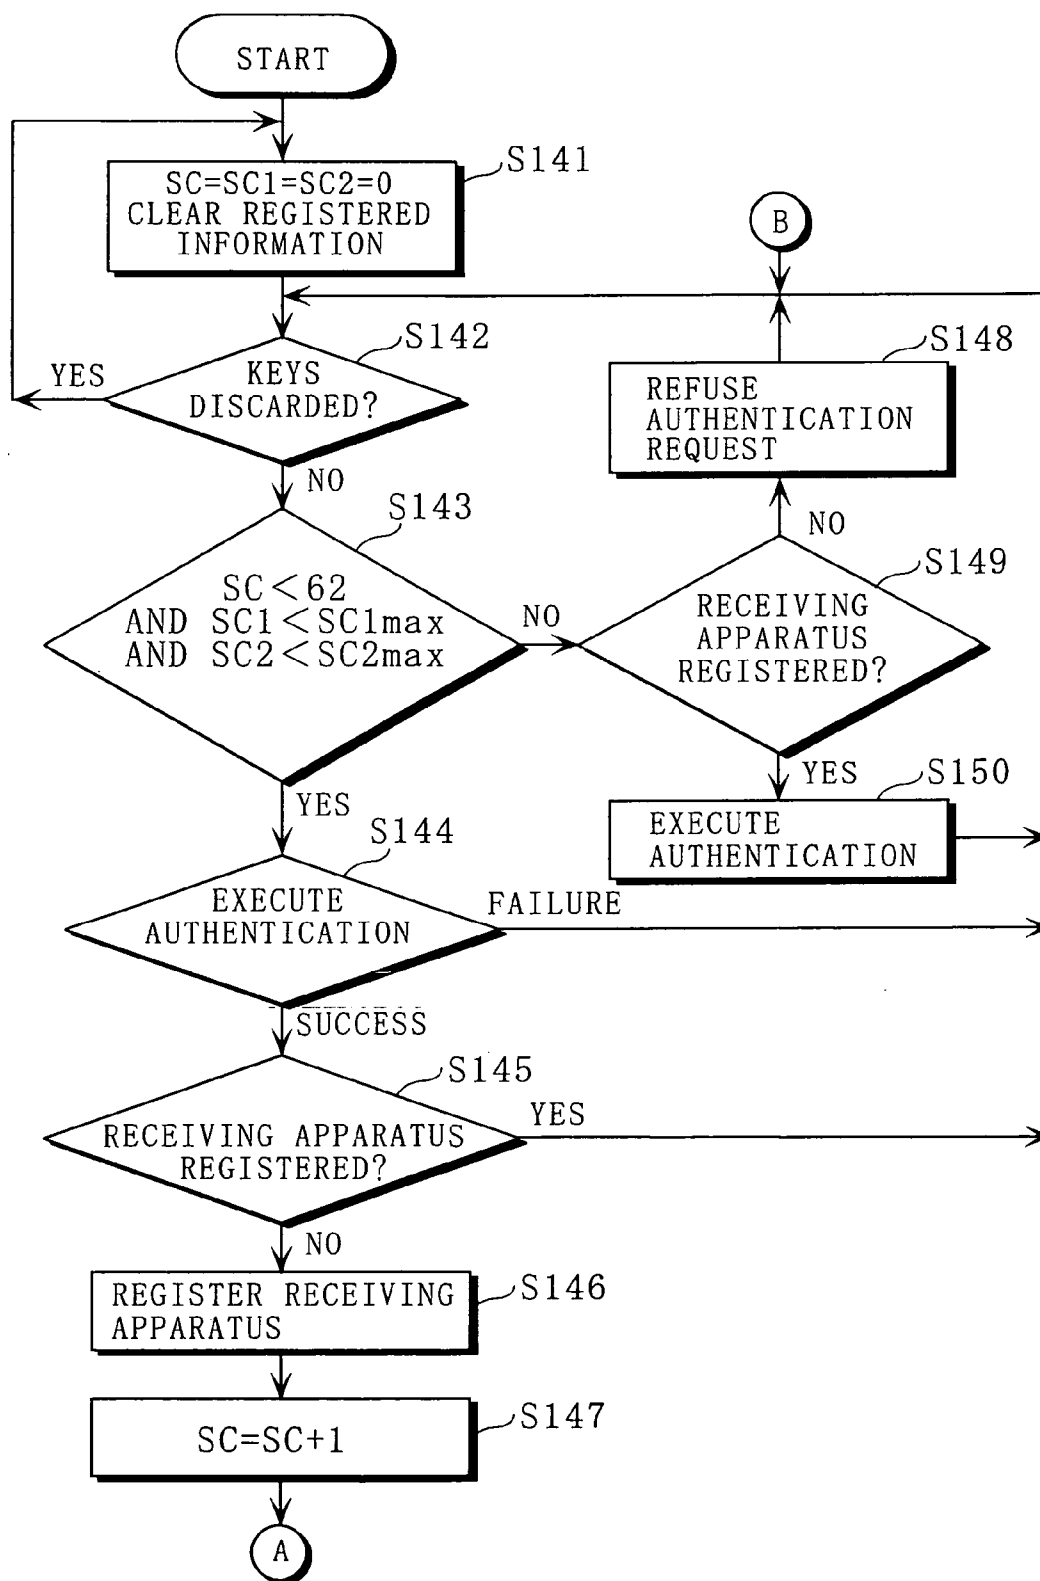 START
S141
SC=SC1=SC2=0
CLEAR REGISTERED
INFORMATION
B
S142
KEYS
DISCARDED?
YES
NO
S148
REFUSE
AUTHENTICATION
REQUEST
NO
S143
SC<62
AND SC1<SC1max
AND SC2<SC2max
NO
S149
RECEIVING
APPARATUS
REGISTERED?
YES
YES
S150
EXECUTE
AUTHENTICATION
S144
EXECUTE
AUTHENTICATION
FAILURE
SUCCESS
S145
RECEIVING APPARATUS
REGISTERED?
YES
NO
S146
REGISTER RECEIVING
APPARATUS
S147
SC=SC+1
A